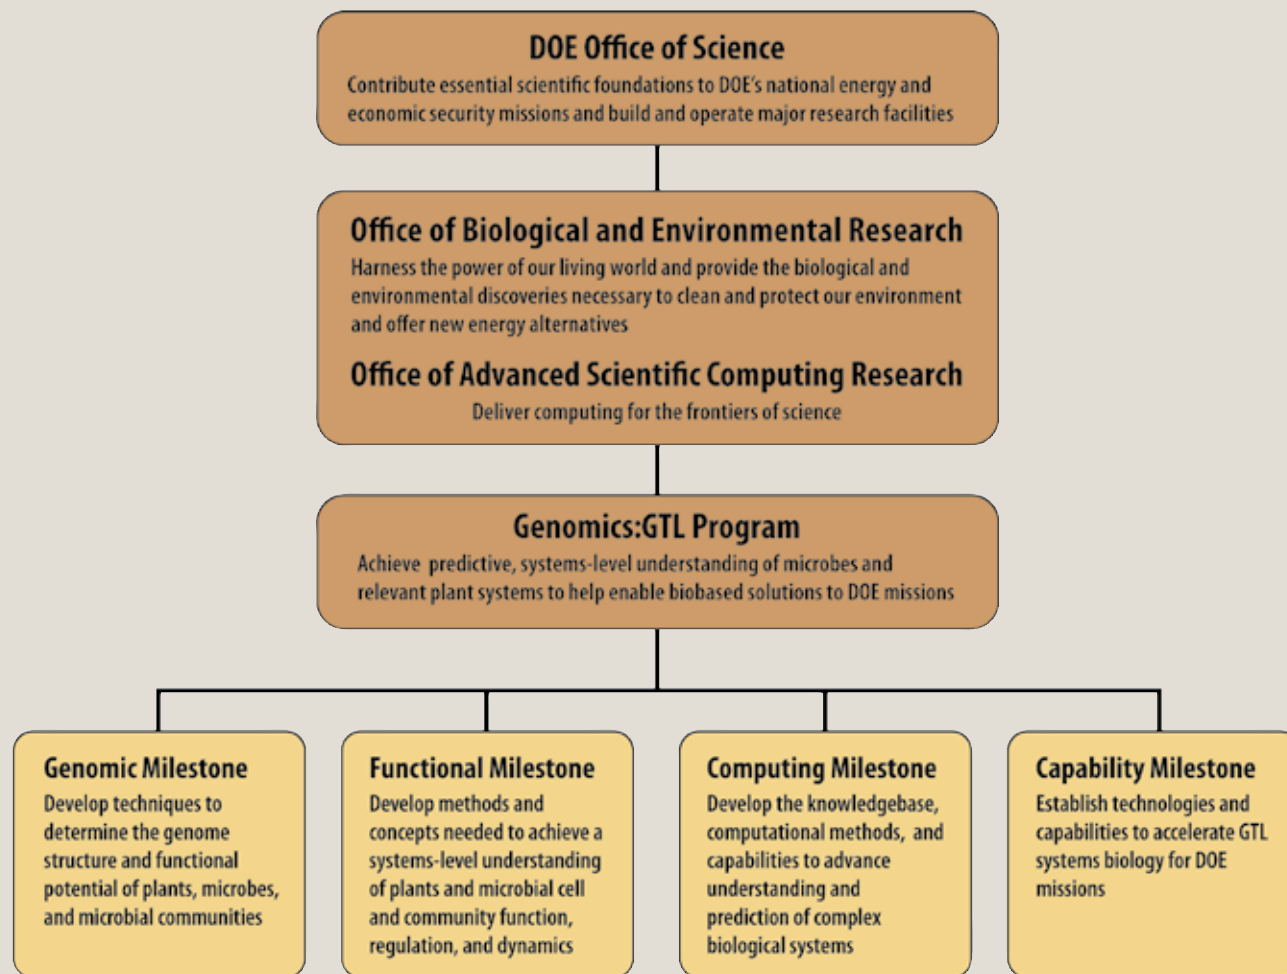 DOE Office of Science
Contribute essential scientific foundations to DOE's national energy and
economic security missions and build and operate major research facilities
Office of Biological and Environmental Research
Harness the power of our living world and provide the biological and
environmental discoveries necessary to clean and protect our environment
and offer new energy alternatives
Office of Advanced Scientific Computing Research
Deliver computing for the frontiers of science
Genomics:GTL Program
Achieve predictive, systems-level understanding of microbes and
relevant plant systems to help enable biobased solutions to DOE missions
Genomic Milestone
Develop techniques to
determine the genome
structure and functional
potential of plants, microbes,
and microbial communities
Functional Milestone
Develop methods and
concepts needed to achieve a
systems-level understanding
of plants and microbial cell
and community function,
regulation, and dynamics
Computing Milestone
Develop the knowledgebase,
computational methods, and
capabilities to advance
understanding and
prediction of complex
biological systems
Capability Milestone
Establish technologies and
capabilities to accelerate GTL
systems biology for DOE
missions